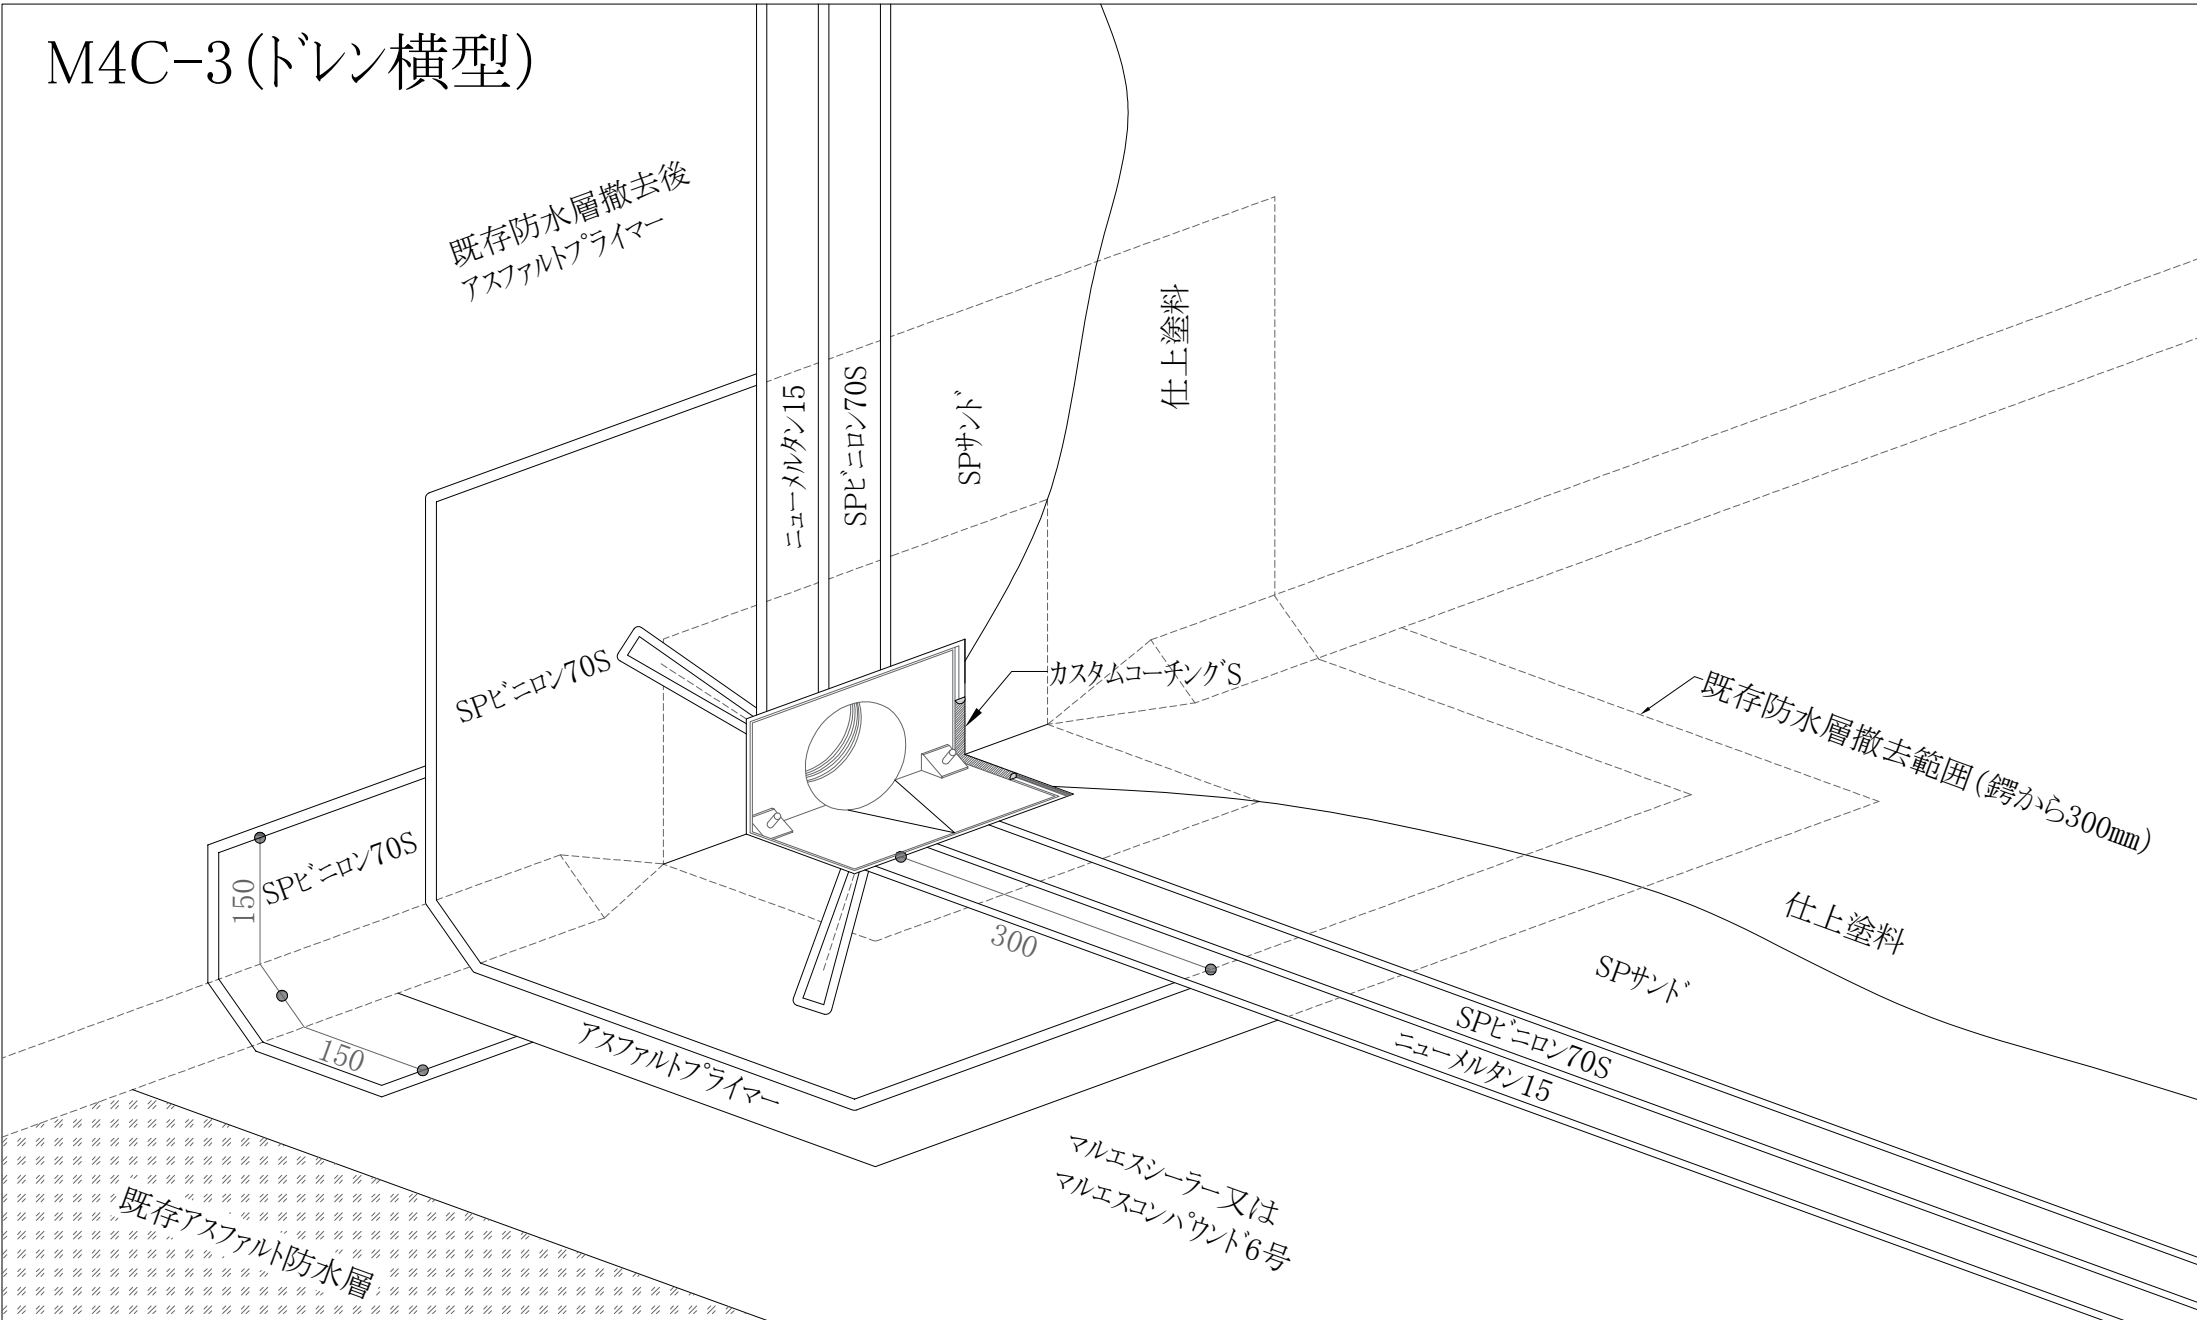 M4C-3(ドレン横型)
既存防水層撤去後
アスファルトプライマー
仕上塗料
ニューメルタン15
SPビニロン70S
SPサンド
SPビニロン70S
カスタムコーチングS
既存防水層撤去範囲(鍔から300㎜)
SPビニロン70S
150
150
300
仕上塗料
SPサンド
SPビニロン70S
ニューメルタン15
アスファルトプライマー
マルエスシーラー又は
マルエスコンパウンド6号
既存アスファルト防水層